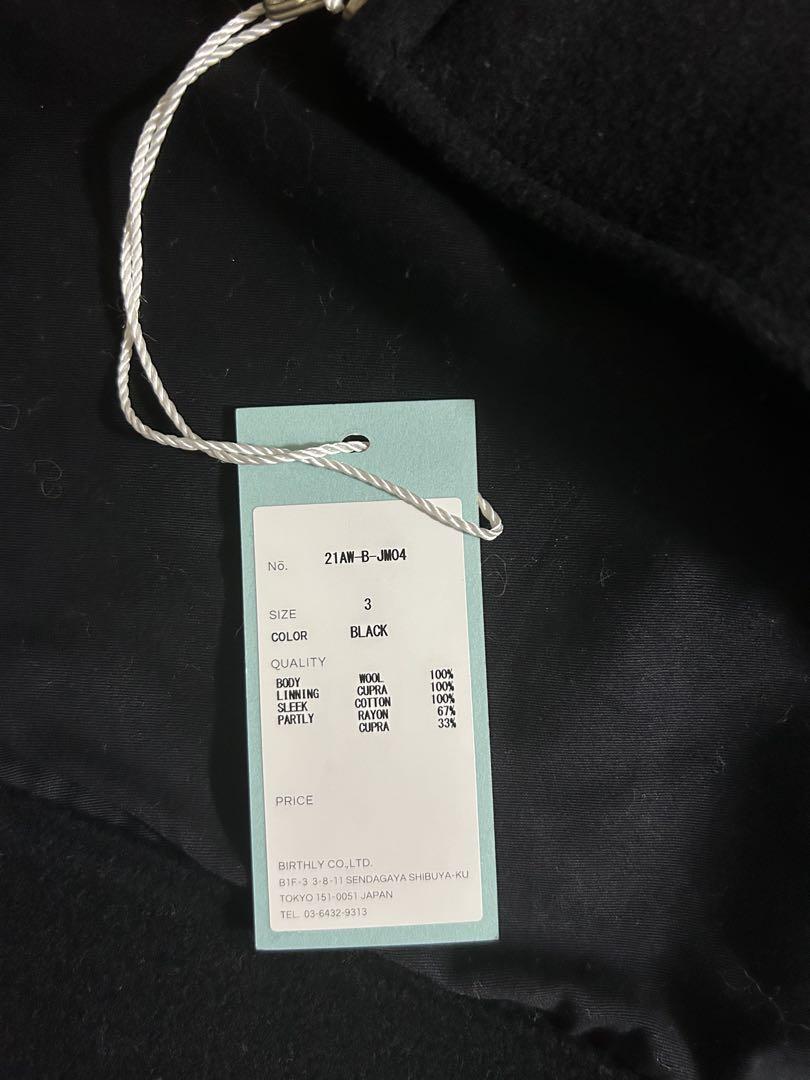 Nō. 21AW-B-JM04
SIZE 3
COLOR BLACK
QUALITY
BODY WOOL 100%
LINNING CUPRA 100%
SLEEK COTTON 100%
PARTLY RAYON 67%
CUPRA 33%
PRICE
BIRTHLY CO.,LTD.
B1F-3 3-8-11 SENDAGAYA SHIBUYA-KU
TOKYO 151-0051 JAPAN
TEL. 03-6432-9313